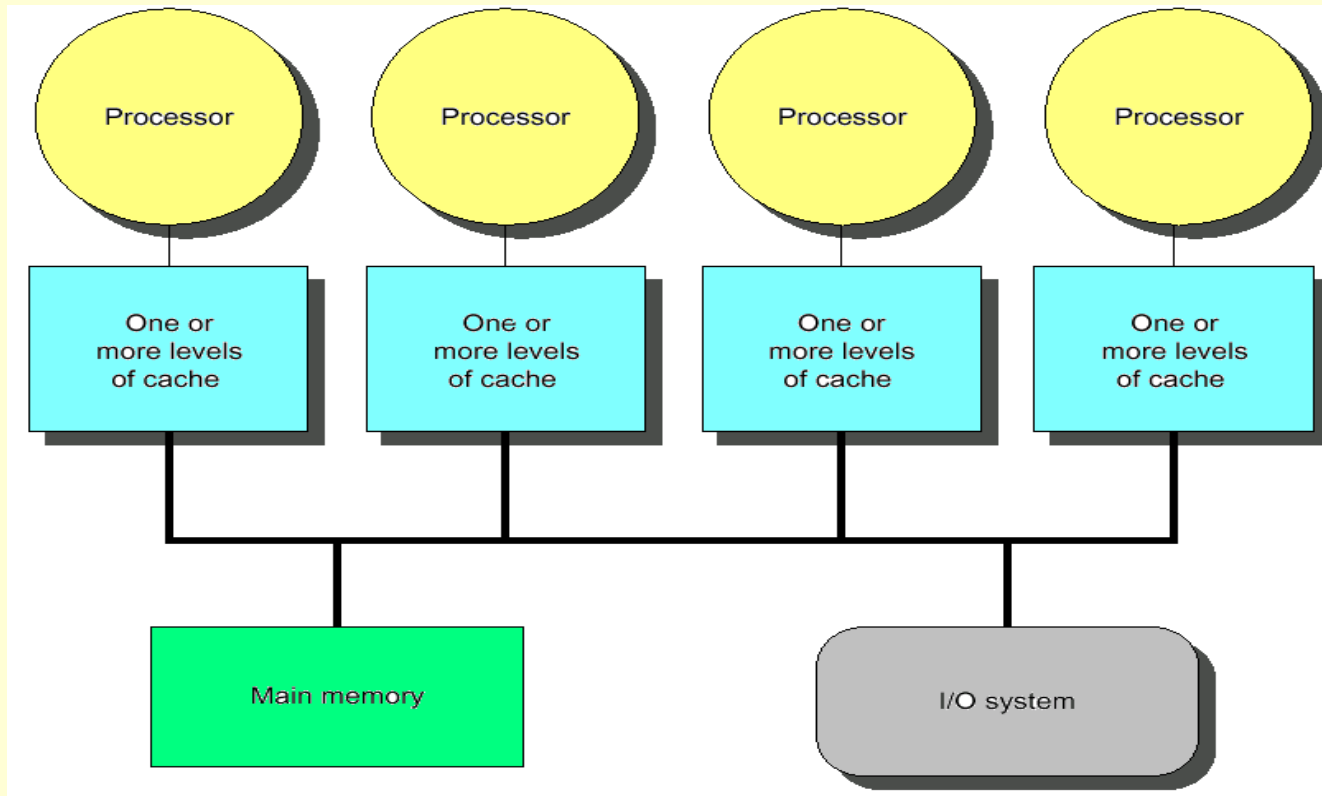 Processor
Processor
Processor
Processor
One or
more levels
of cache
One or
more levels
of cache
One or
more levels
of cache
One or
more levels
of cache
Main memory
I/O system